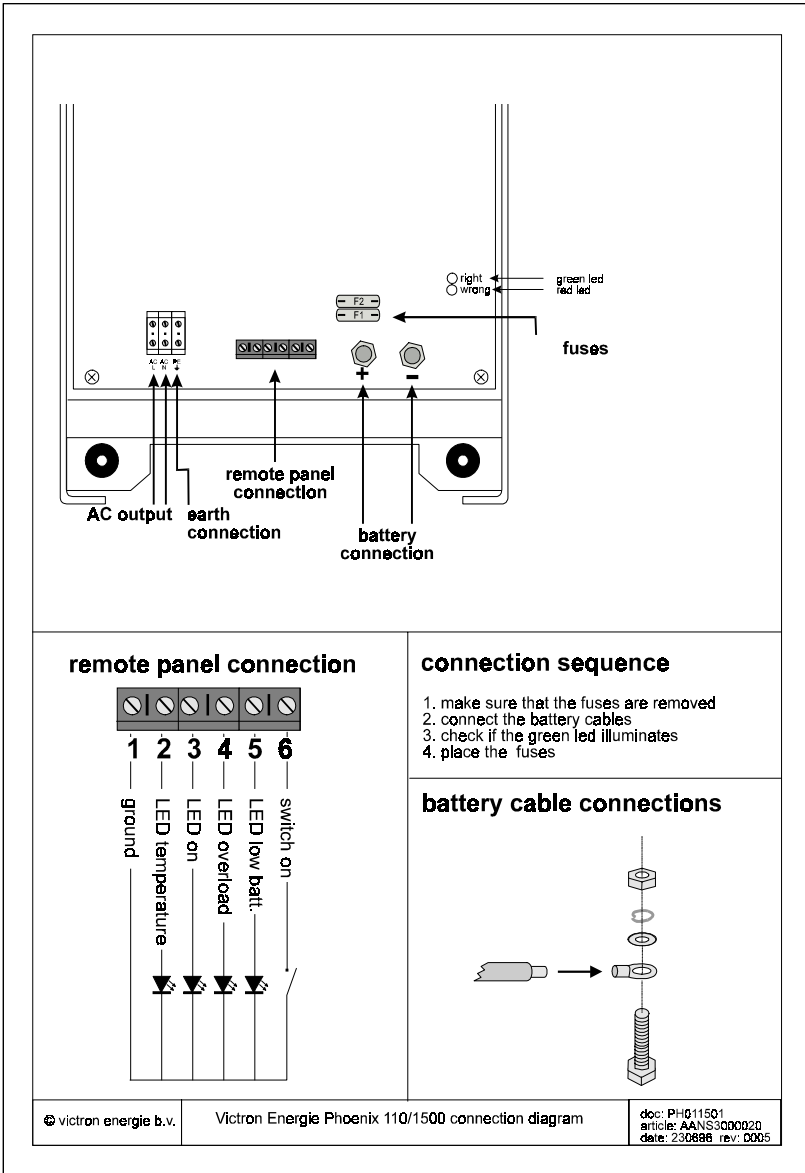 right
green led
wrong
red led
F2
F1
fuses
AC AC PE
L N
+ -
remote panel
connection
AC output
earth
connection
battery
connection
remote panel connection
1 2 3 4 5 6
ground
LED temperature
LED on
LED overload
LED low batt.
switch on
connection sequence
1. make sure that the fuses are removed
2. connect the battery cables
3. check if the green led illuminates
4. place the fuses
battery cable connections
© victron energie b.v.
Victron Energie Phoenix 110/1500 connection diagram
doc: PH011501
article: AANS3000020
date: 230696 rev: 0005